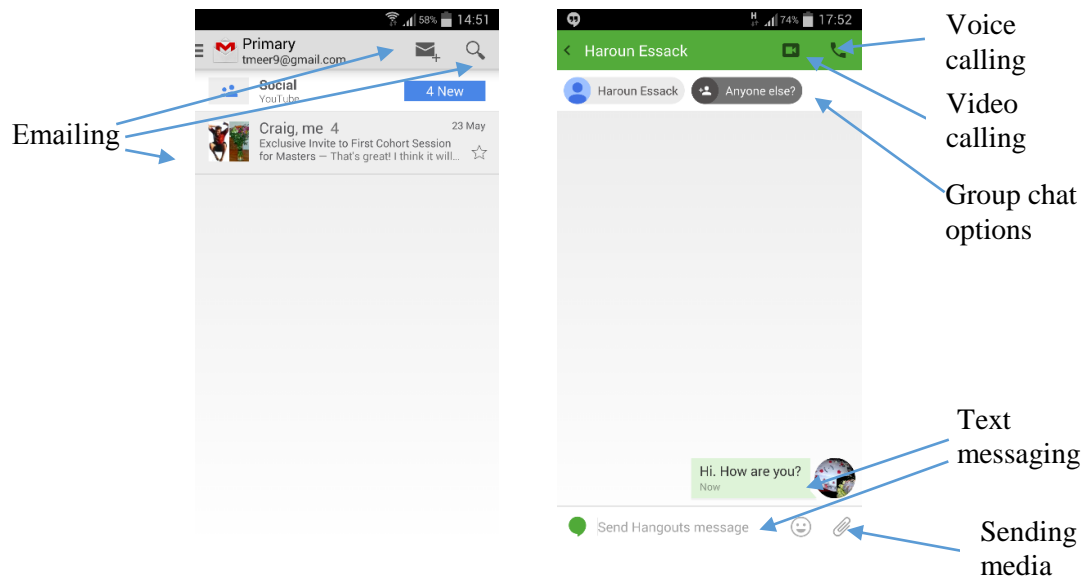 58% 14:51
Primary
tmeer9@gmail.com
Social
YouTube
4 New
Craig, me 4
23 May
Exclusive Invite to First Cohort Session
for Masters – That's great! I think it will...
Emailing
H 74% 17:52
Haroun Essack
Haroun Essack
Anyone else?
Hi. How are you?
Now
Send Hangouts message
Voice
calling
Video
calling
Group chat
options
Text
messaging
Sending
media